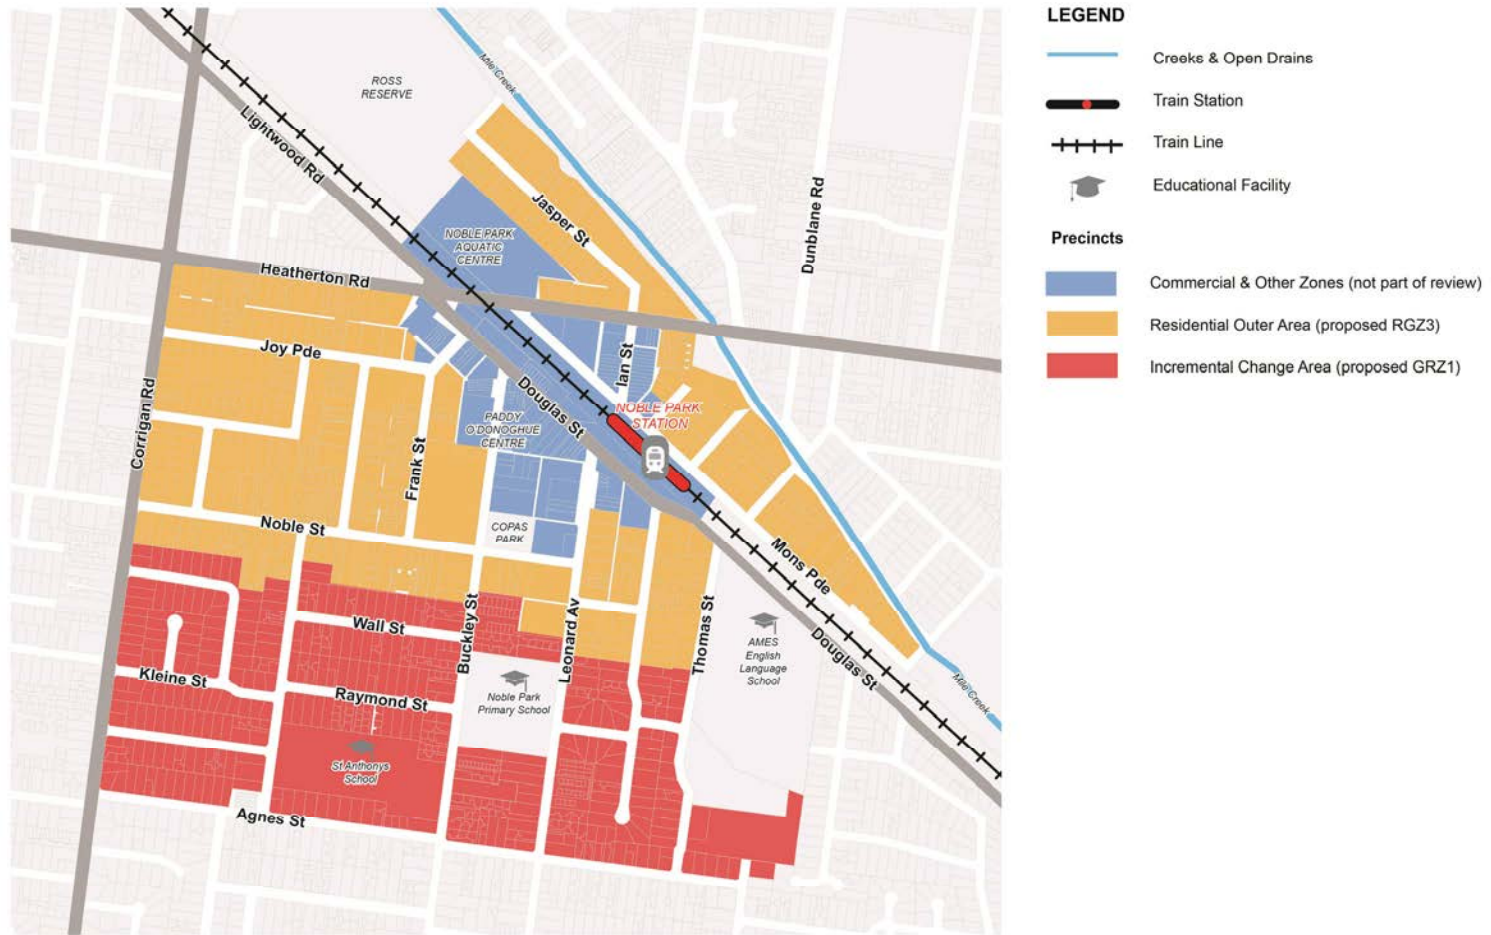 LEGEND
Creeks & Open Drains
Train Station
Train Line
Educational Facility
Precincts
Commercial & Other Zones (not part of review)
Residential Outer Area (proposed RGZ3)
Incremental Change Area (proposed GRZ1)
Mile Creek
ROSS
RESERVE
Lightwood Rd
Jasper St
Dunblane Rd
NOBLE PARK
AQUATIC
CENTRE
Heatherton Rd
Joy Pde
Ian St
Corrigan Rd
Douglas St
NOBLE PARK
STATION
PADDY
O'DONOGHUE
CENTRE
Frank St
Noble St
COPAS
PARK
Mons Pde
Wall St
Buckley St
Leonard Av
Thomas St
AMES
English
Language
School
Douglas St
Mile Creek
Kleine St
Raymond St
Noble Park
Primary School
St Anthonys
School
Agnes St